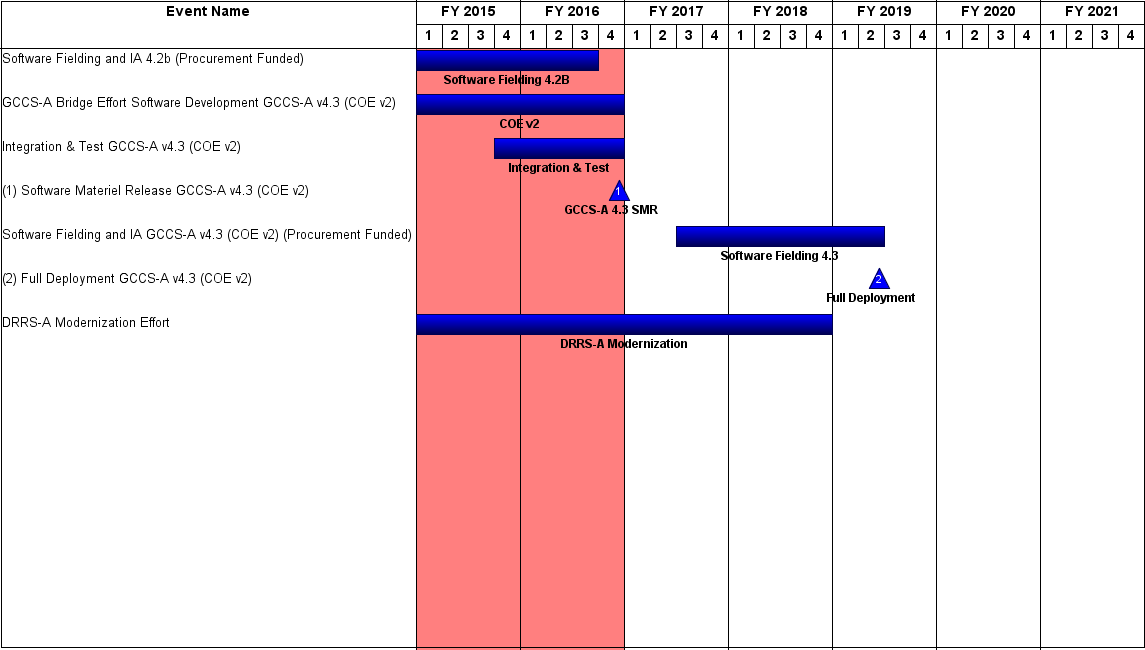 Event Name FY 2015 FY 2016 FY 2017 FY 2018 FY 2019 FY 2020 FY 2021
1 2 3 4 1 2 3 4 1 2 3 4 1 2 3 4 1 2 3 4 1 2 3 4 1 2 3 4
Software Fielding and IA 4.2b (Procurement Funded)
Software Fielding 4.2B
GCCS-A Bridge Effort Software Development GCCS-A v4.3 (COE v2)
COE v2
Integration & Test GCCS-A v4.3 (COE v2)
Integration & Test
(1) Software Materiel Release GCCS-A v4.3 (COE v2) 1
GCCS-A 4.3 SMR
Software Fielding and IA GCCS-A v4.3 (COE v2) (Procurement Funded)
Software Fielding 4.3
(2) Full Deployment GCCS-A v4.3 (COE v2) 2
Full Deployment
DRRS-A Modernization Effort
DRRS-A Modernization